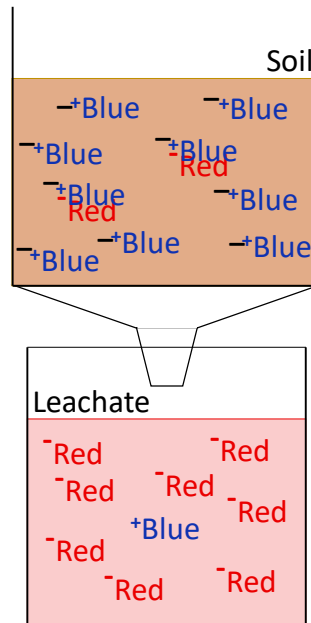 Soil
−⁺Blue −⁺Blue
−⁺Blue −⁺Blue
⁻Red
−⁺Blue −⁺Blue
⁻Red
−⁺Blue −⁺Blue
−⁺Blue
Leachate
⁻Red ⁻Red
⁻Red ⁻Red
⁻Red
⁺Blue
⁻Red ⁻Red
⁻Red